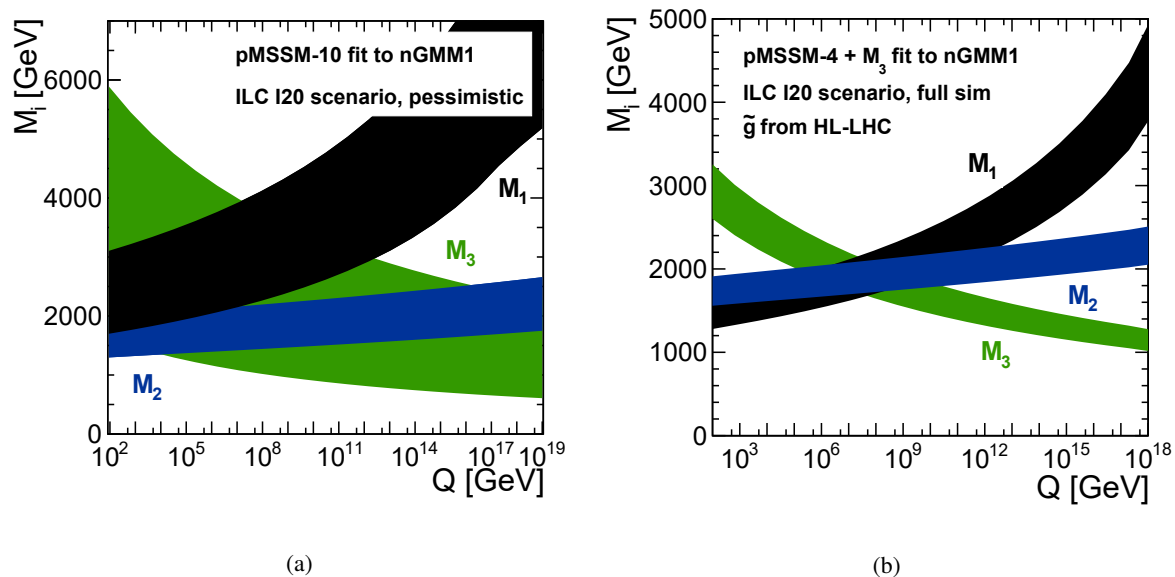 M_i [GeV]
6000
4000
2000
0
pMSSM-10 fit to nGMM1
ILC I20 scenario, pessimistic
M_1
M_3
M_2
10^2 10^5 10^8 10^11 10^14 10^17 10^19
Q [GeV]
(a)
M_i [GeV]
5000
4000
3000
2000
1000
0
pMSSM-4 + M_3 fit to nGMM1
ILC I20 scenario, full sim
g̃ from HL-LHC
M_1
M_2
M_3
10^3 10^6 10^9 10^12 10^15 10^18
Q [GeV]
(b)